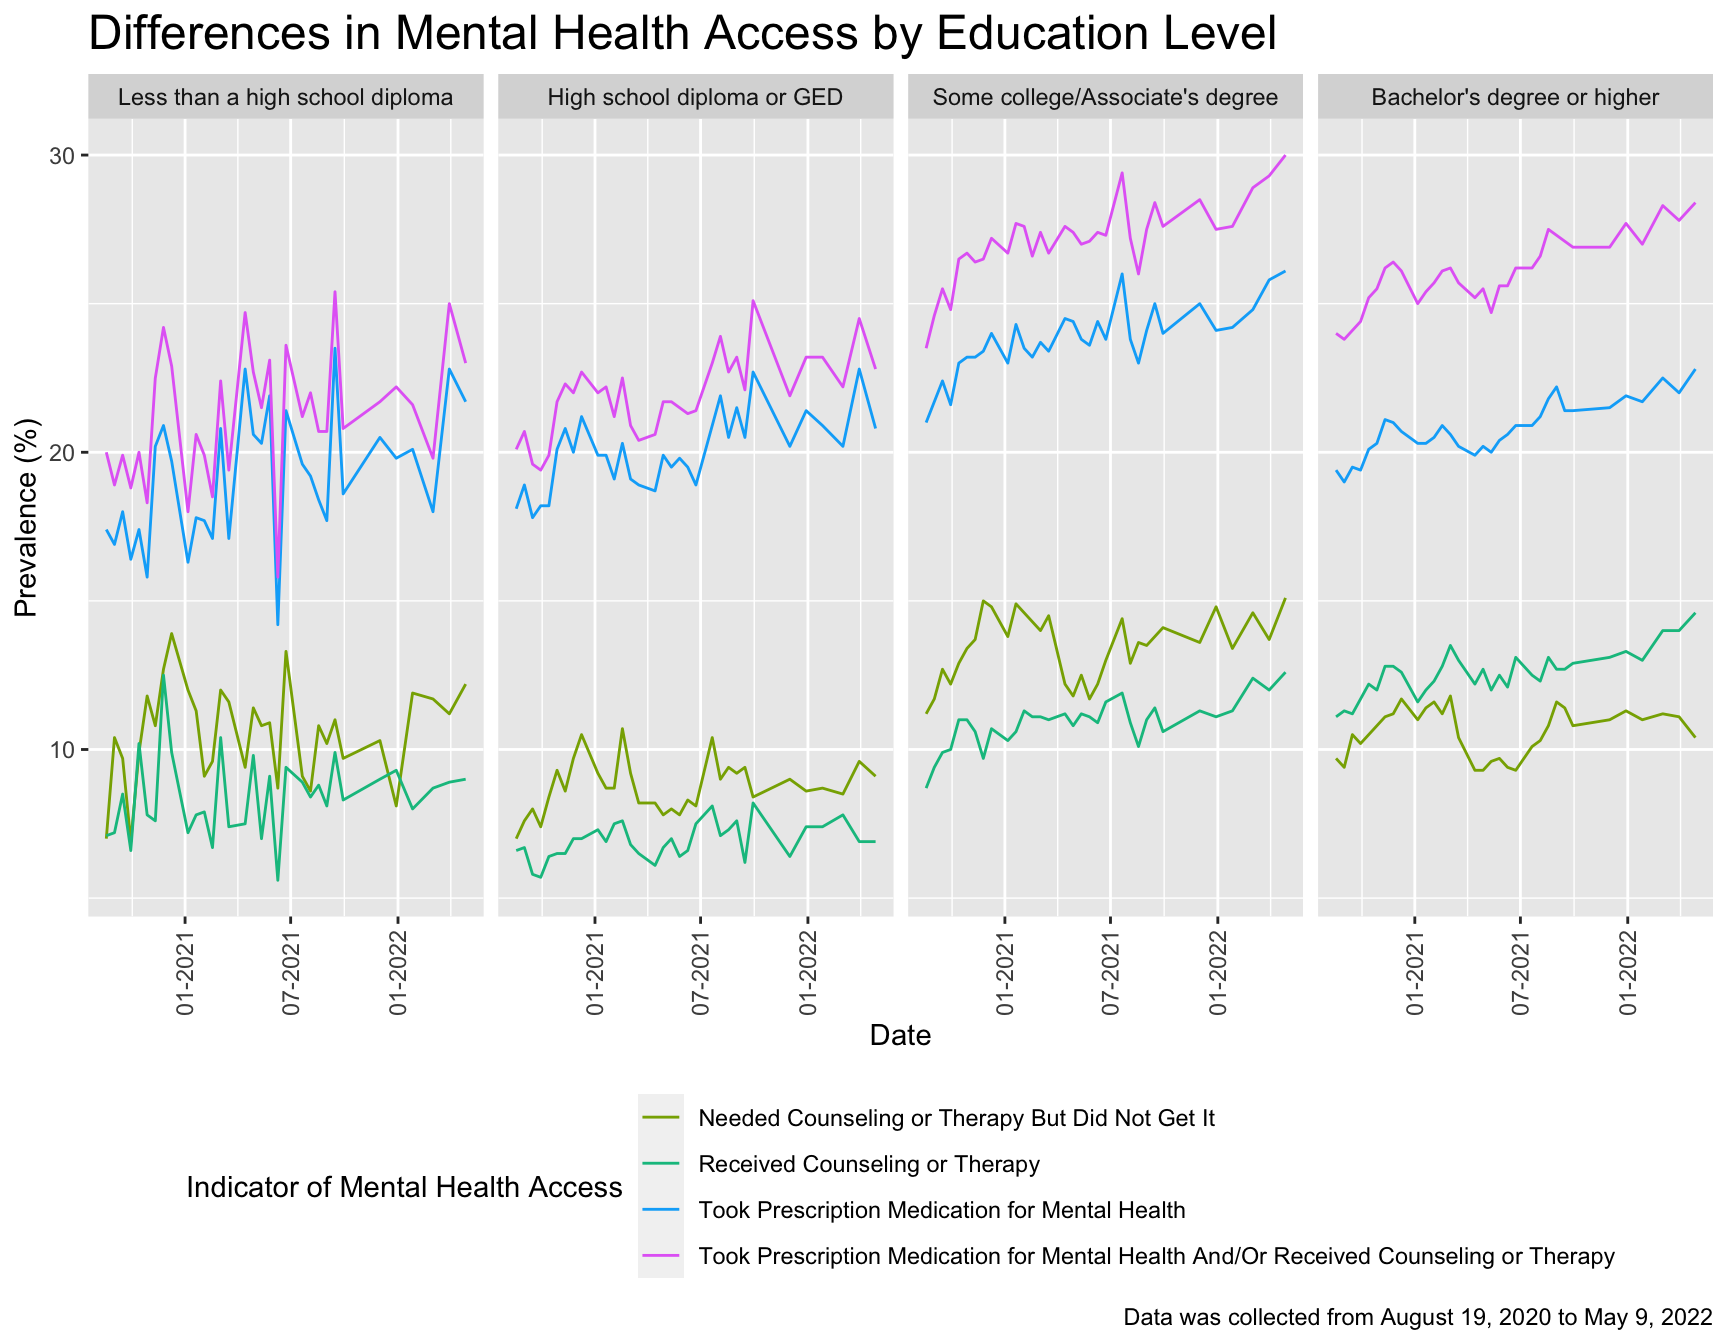 Differences in Mental Health Access by Education Level
Less than a high school diploma
High school diploma or GED
Some college/Associate's degree
Bachelor's degree or higher
30
20
10
Prevalence (%)
01-2021
07-2021
01-2022
01-2021
07-2021
01-2022
01-2021
07-2021
01-2022
01-2021
07-2021
01-2022
Date
Indicator of Mental Health Access
Needed Counseling or Therapy But Did Not Get It
Received Counseling or Therapy
Took Prescription Medication for Mental Health
Took Prescription Medication for Mental Health And/Or Received Counseling or Therapy
Data was collected from August 19, 2020 to May 9, 2022